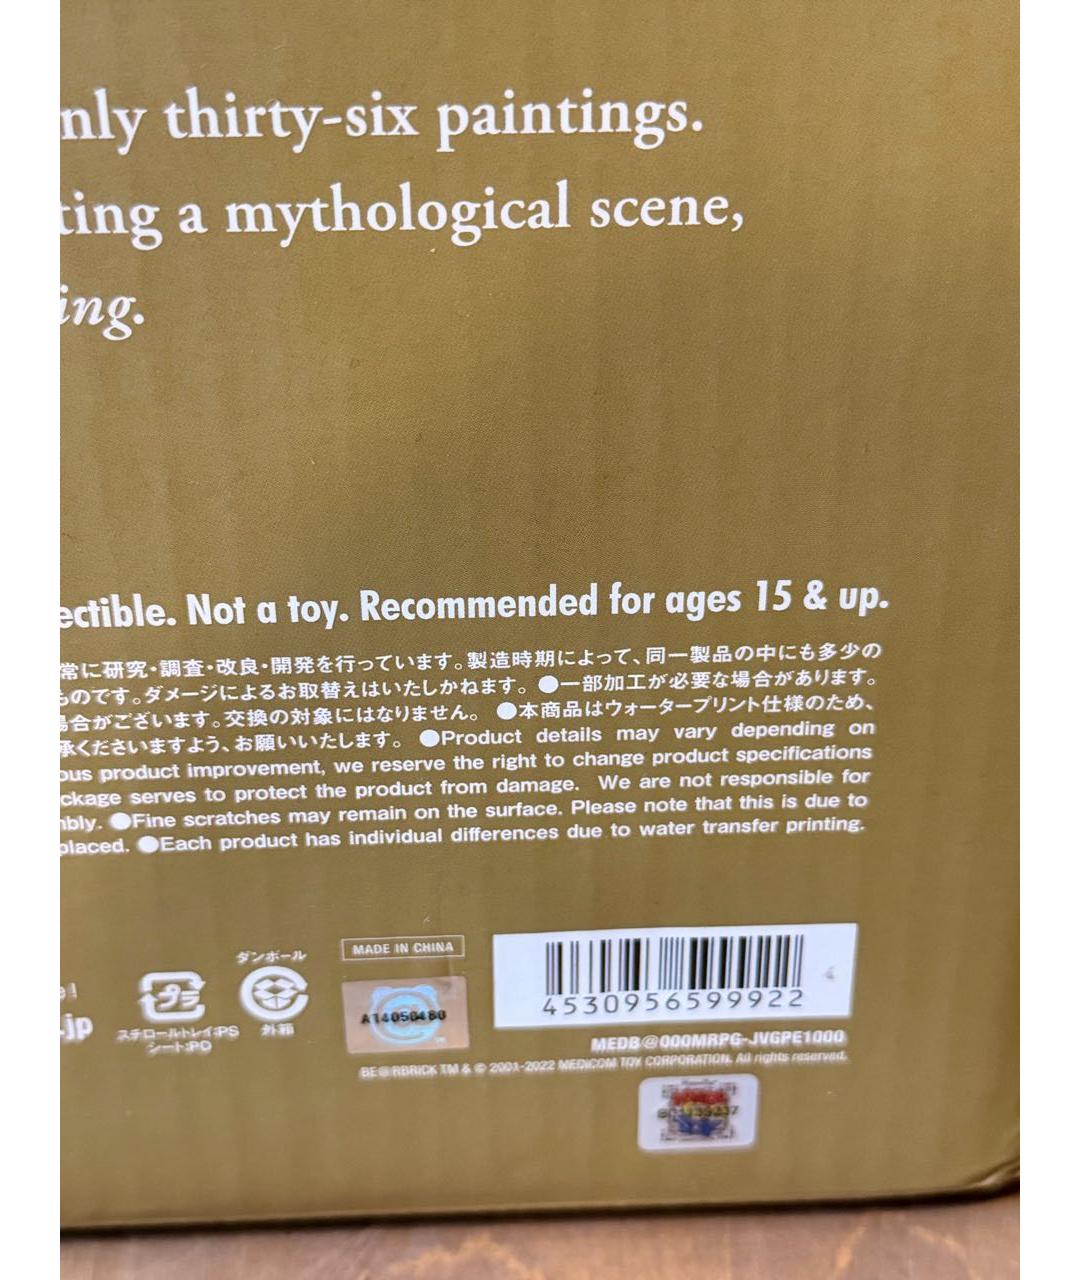 nly thirty-six paintings.
ting a mythological scene,
ing.
ectible. Not a toy. Recommended for ages 15 & up.
常に研究・調査・改良・開発を行っています。製造時期によって、同一製品の中にも多少の
ものです。ダメージによるお取替えはいたしかねます。 ●一部加工が必要な場合があります。
場合がございます。交換の対象にはなりません。 ●本商品はウォータープリント仕様のため、
承くださいますよう、お願いいたします。 ●Product details may vary depending on
ous product improvement, we reserve the right to change product specifications
ckage serves to protect the product from damage. We are not responsible for
nbly. ●Fine scratches may remain on the surface. Please note that this is due to
placed. ●Each product has individual differences due to water transfer printing.
e!
.jp
プラ
スチロールトレイ:PS
シート:PO
ダンボール
外箱
MADE IN CHINA
A14050480
4530956599922
4
MEDB@000MRPG-JVGPE1000
BE@RBRICK TM & © 2001-2022 MEDICOM TOY CORPORATION. All rights reserved.